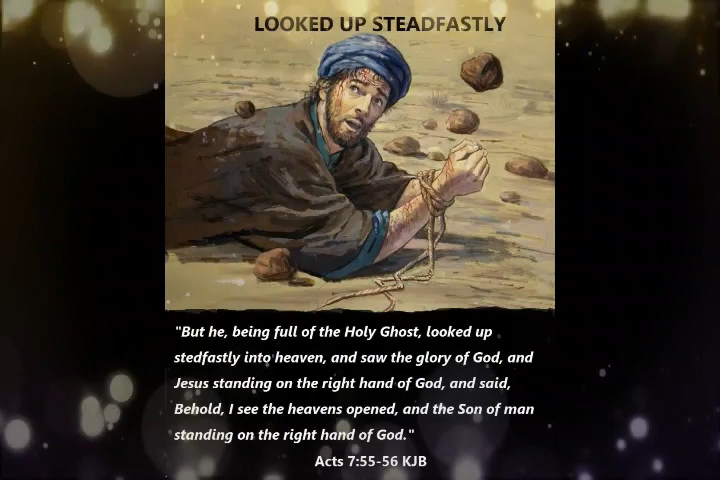 LOOKED UP STEADFASTLY
"But he, being full of the Holy Ghost, looked up
stedfastly into heaven, and saw the glory of God, and
Jesus standing on the right hand of God, and said,
Behold, I see the heavens opened, and the Son of man
standing on the right hand of God."
Acts 7:55-56 KJB